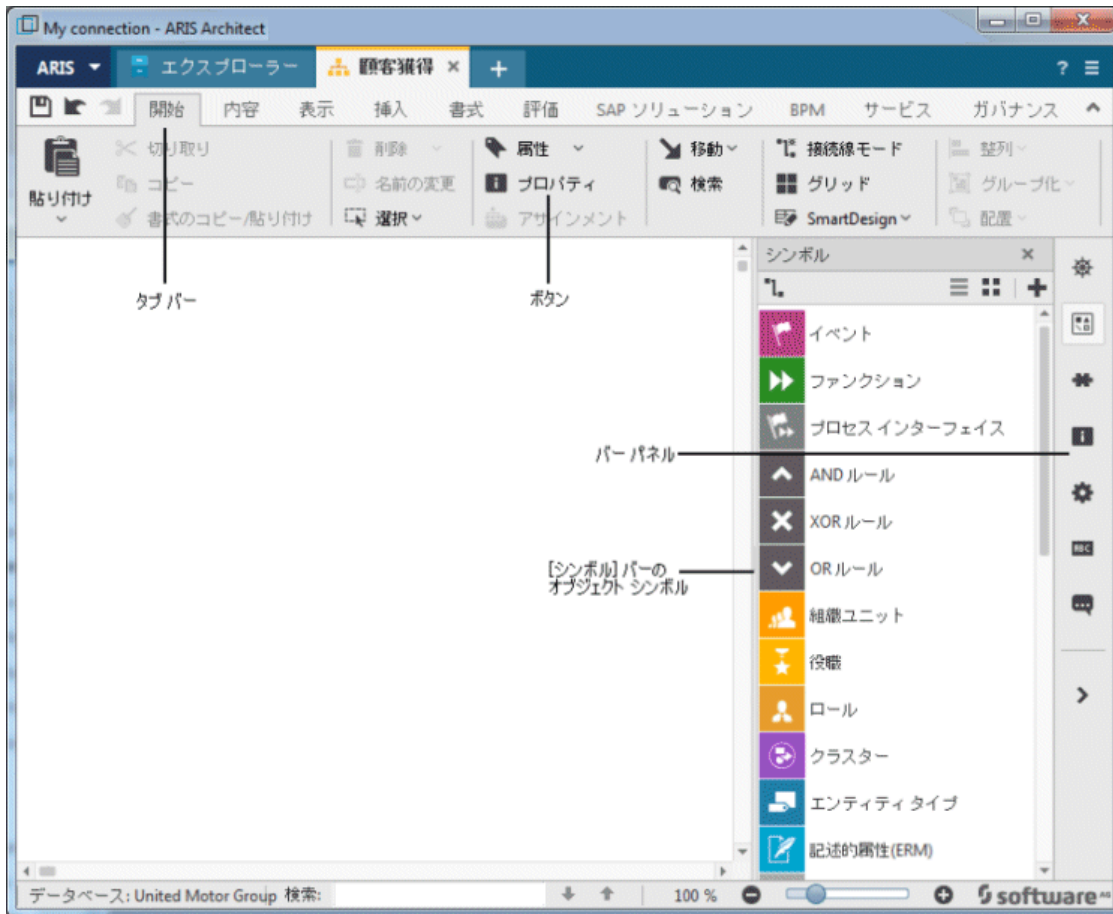 My connection - ARIS Architect
ARIS エクスプローラー 顧客獲得 × + ?
開始 内容 表示 挿入 書式 評価 SAP ソリューション BPM サービス ガバナンス
貼り付け
切り取り
コピー
書式のコピー/貼り付け
削除
名前の変更
選択
属性
プロパティ
アサインメント
移動
検索
接続線モード
グリッド
SmartDesign
整列
グループ化
配置
タブ バー
ボタン
シンボル
イベント
ファンクション
プロセス インターフェイス
バー パネル
AND ルール
XOR ルール
[シンボル] バーの
オブジェクト シンボル
OR ルール
組織ユニット
役職
ロール
クラスター
エンティティ タイプ
記述的属性(ERM)
ABC
データベース: United Motor Group 検索: 100 % software AG